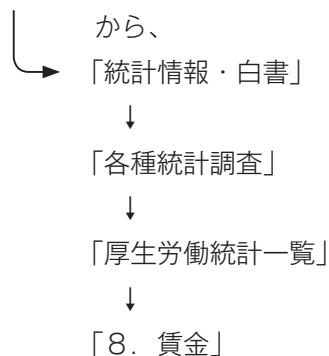 から、
「統計情報・白書」
↓
「各種統計調査」
↓
「厚生労働統計一覧」
↓
「８．賃金」